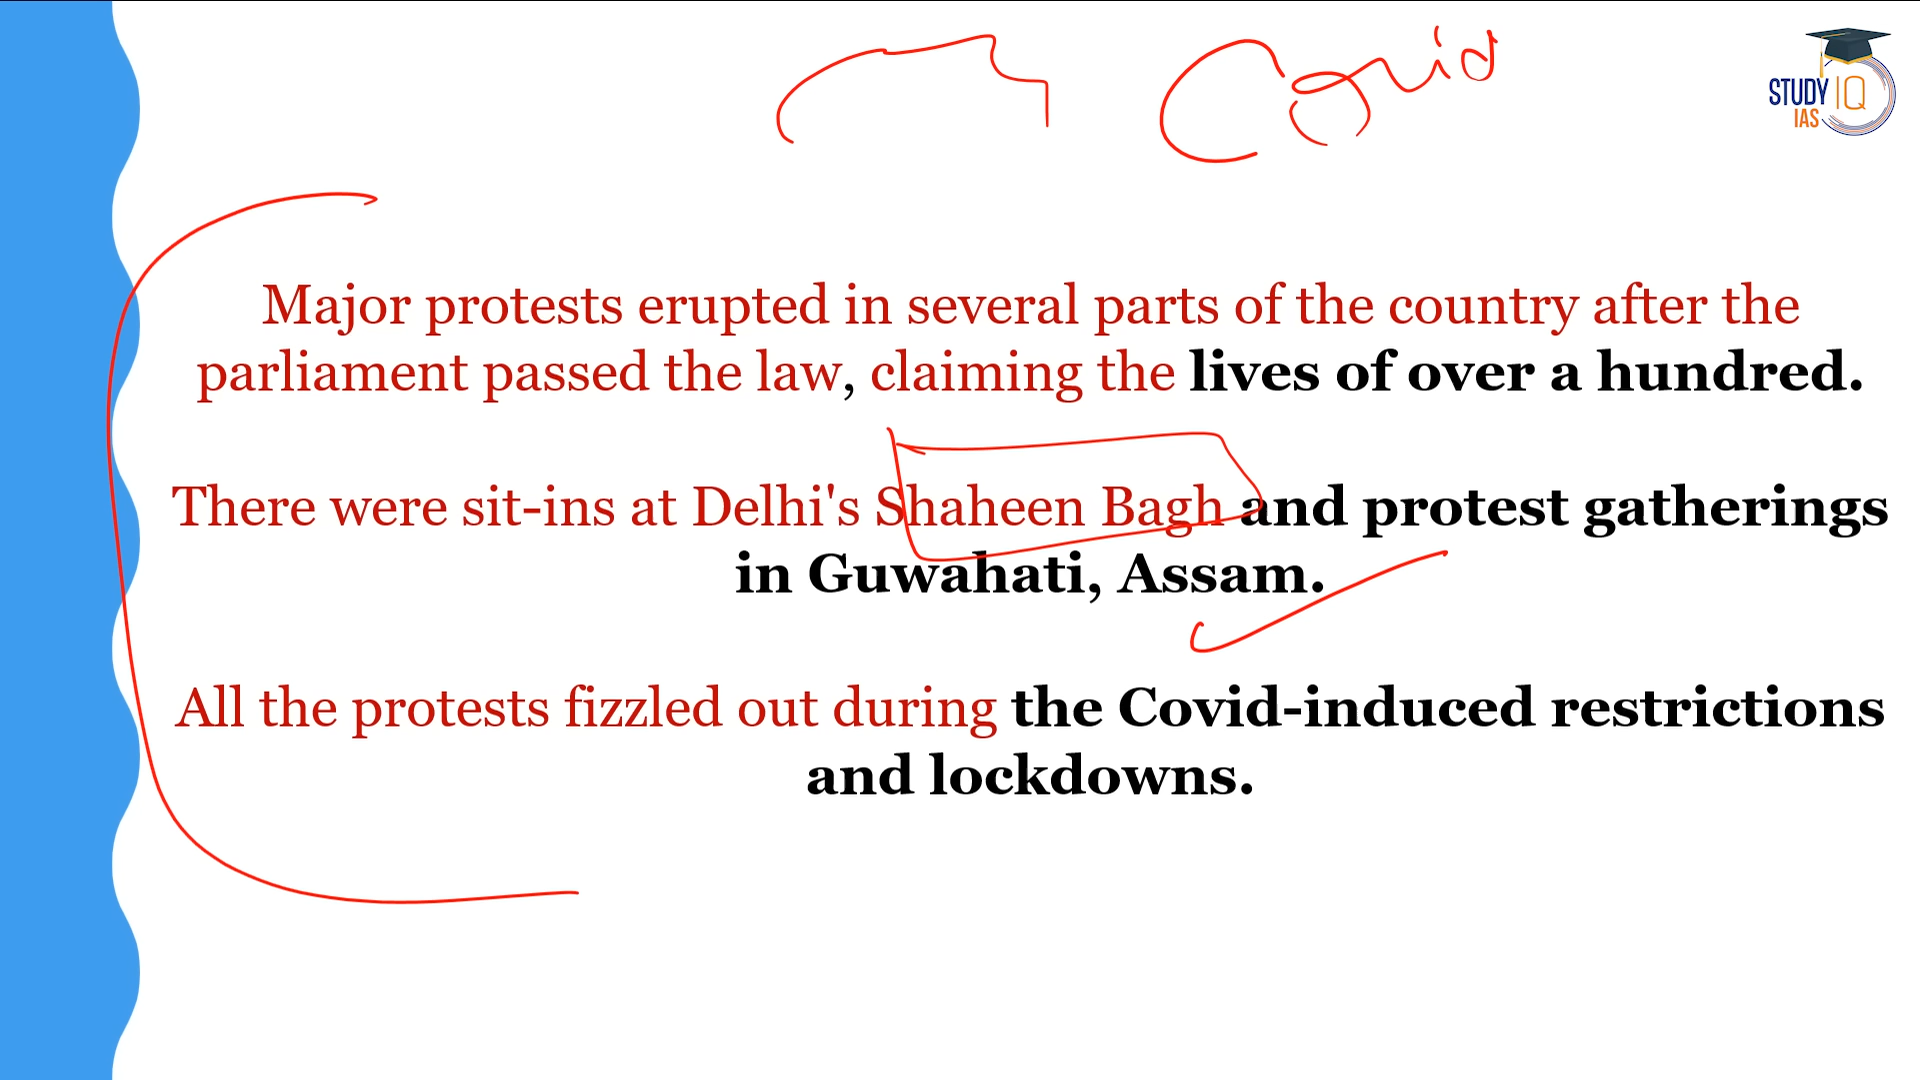 Covid
STUDY IQ
IAS
Major protests erupted in several parts of the country after the
parliament passed the law, claiming the lives of over a hundred.
There were sit-ins at Delhi's Shaheen Bagh and protest gatherings
in Guwahati, Assam.
All the protests fizzled out during the Covid-induced restrictions
and lockdowns.